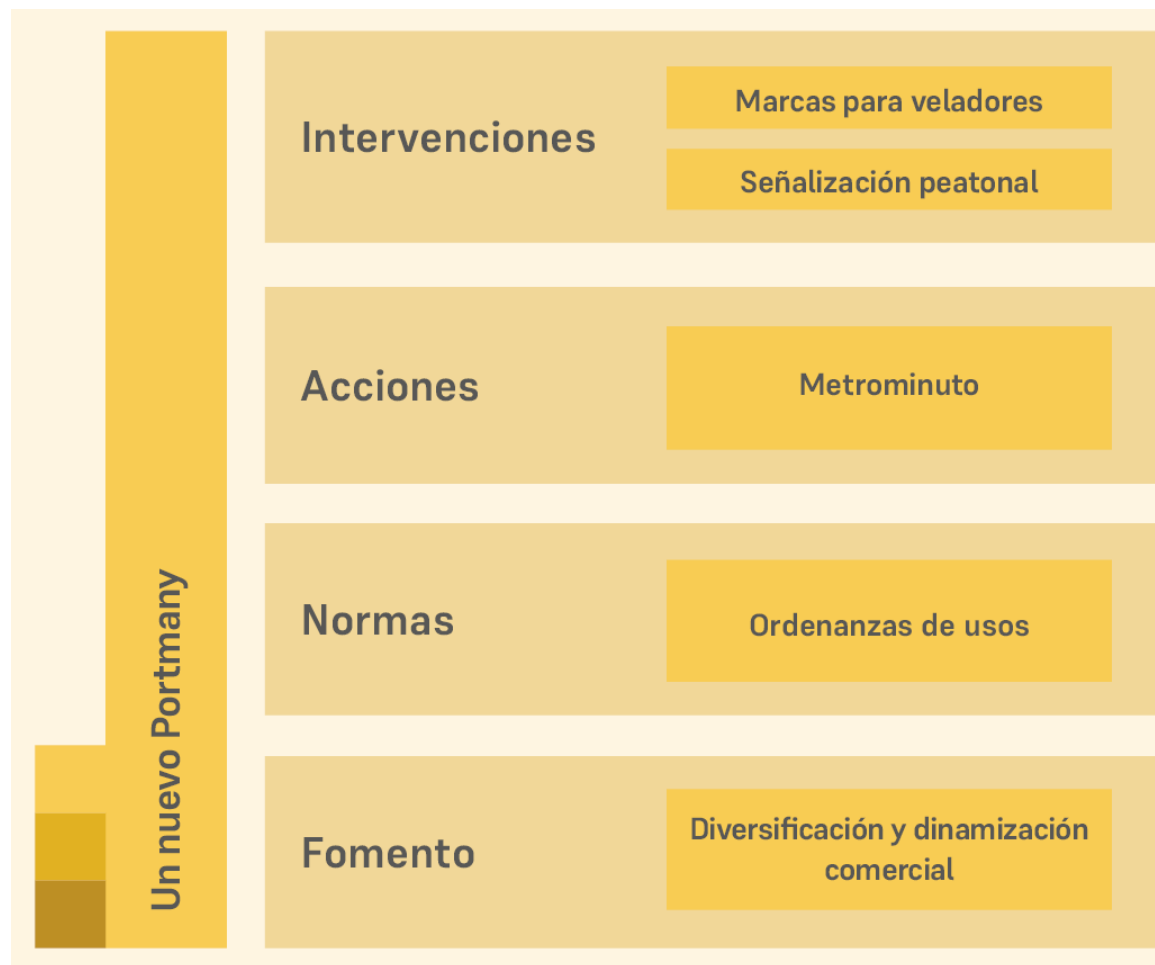 Un nuevo Portmany
Intervenciones
Marcas para veladores
Señalización peatonal
Acciones
Metrominuto
Normas
Ordenanzas de usos
Fomento
Diversificación y dinamización
comercial